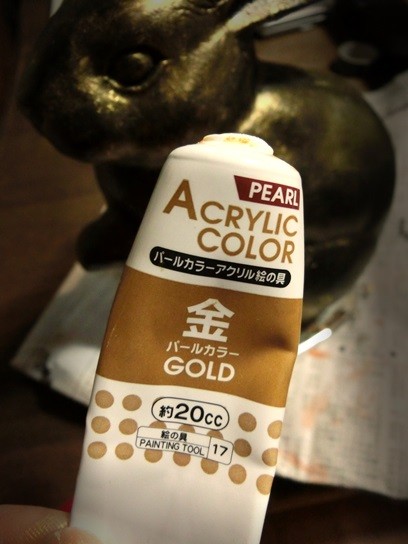 PEARL
ACRYLIC
COLOR
パールカラーアクリル絵の具
金
パールカラー
GOLD
約20cc
絵の具
PAINTING TOOL 17